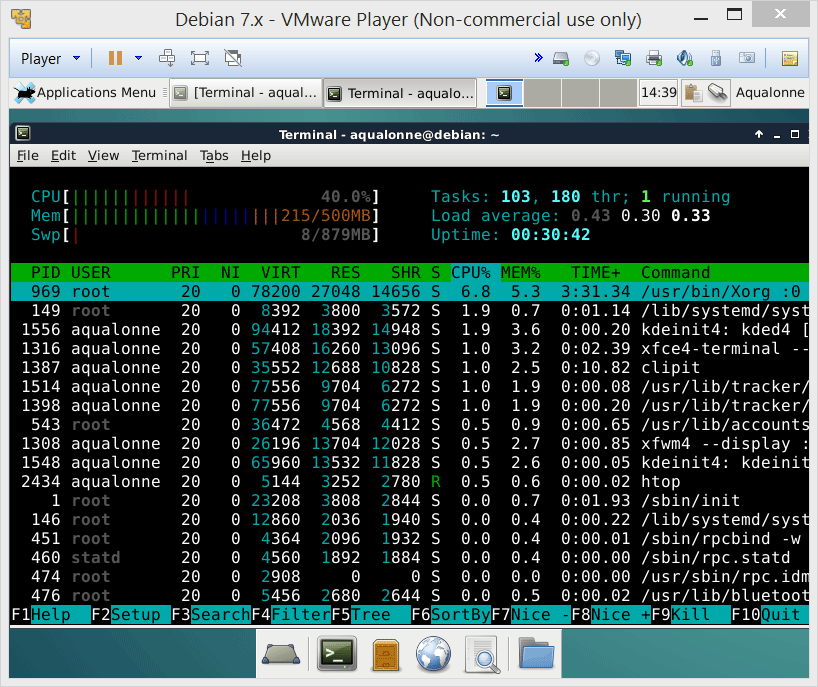 Debian 7.x - VMware Player (Non-commercial use only)
Player
Applications Menu [Terminal - aqual... Terminal - aqualo... 14:39 Aqualonne
Terminal - aqualonne@debian: ~
File Edit View Terminal Tabs Help
CPU[||||||||||||| 40.0%] Tasks: 103, 180 thr; 1 running
Mem[|||||||||||||||||||||215/500MB] Load average: 0.43 0.30 0.33
Swp[| 8/879MB] Uptime: 00:30:42
PID USER PRI NI VIRT RES SHR S CPU% MEM% TIME+ Command
969 root 20 0 78200 27048 14656 S 6.8 5.3 3:31.34 /usr/bin/Xorg :0
149 root 20 0 8392 3800 3572 S 1.9 0.7 0:01.14 /lib/systemd/syst
1556 aqualonne 20 0 94412 18392 14948 S 1.9 3.6 0:00.20 kdeinit4: kded4 [
1316 aqualonne 20 0 57408 16260 13096 S 1.0 3.2 0:02.39 xfce4-terminal --
1387 aqualonne 20 0 35552 12688 10828 S 1.0 2.5 0:10.82 clipit
1514 aqualonne 20 0 77556 9704 6272 S 1.0 1.9 0:00.08 /usr/lib/tracker/
1398 aqualonne 20 0 77556 9704 6272 S 1.0 1.9 0:00.20 /usr/lib/tracker/
543 root 20 0 36472 4568 4412 S 0.5 0.9 0:00.65 /usr/lib/accounts
1308 aqualonne 20 0 26196 13704 12028 S 0.5 2.7 0:00.85 xfwm4 --display :
1548 aqualonne 20 0 65960 13532 11828 S 0.5 2.6 0:00.05 kdeinit4: kdeinit
2434 aqualonne 20 0 5144 3252 2780 R 0.5 0.6 0:00.02 htop
1 root 20 0 23208 3808 2844 S 0.0 0.7 0:01.93 /sbin/init
146 root 20 0 12860 2036 1940 S 0.0 0.4 0:00.22 /lib/systemd/syst
451 root 20 0 4364 2096 1932 S 0.0 0.4 0:00.01 /sbin/rpcbind -w
460 statd 20 0 4560 1892 1884 S 0.0 0.4 0:00.00 /sbin/rpc.statd
474 root 20 0 2908 0 0 S 0.0 0.0 0:00.00 /usr/sbin/rpc.idm
476 root 20 0 5456 2680 2644 S 0.0 0.5 0:00.02 /usr/lib/bluetoot
F1Help F2Setup F3SearchF4FilterF5Tree F6SortByF7Nice -F8Nice +F9Kill F10Quit